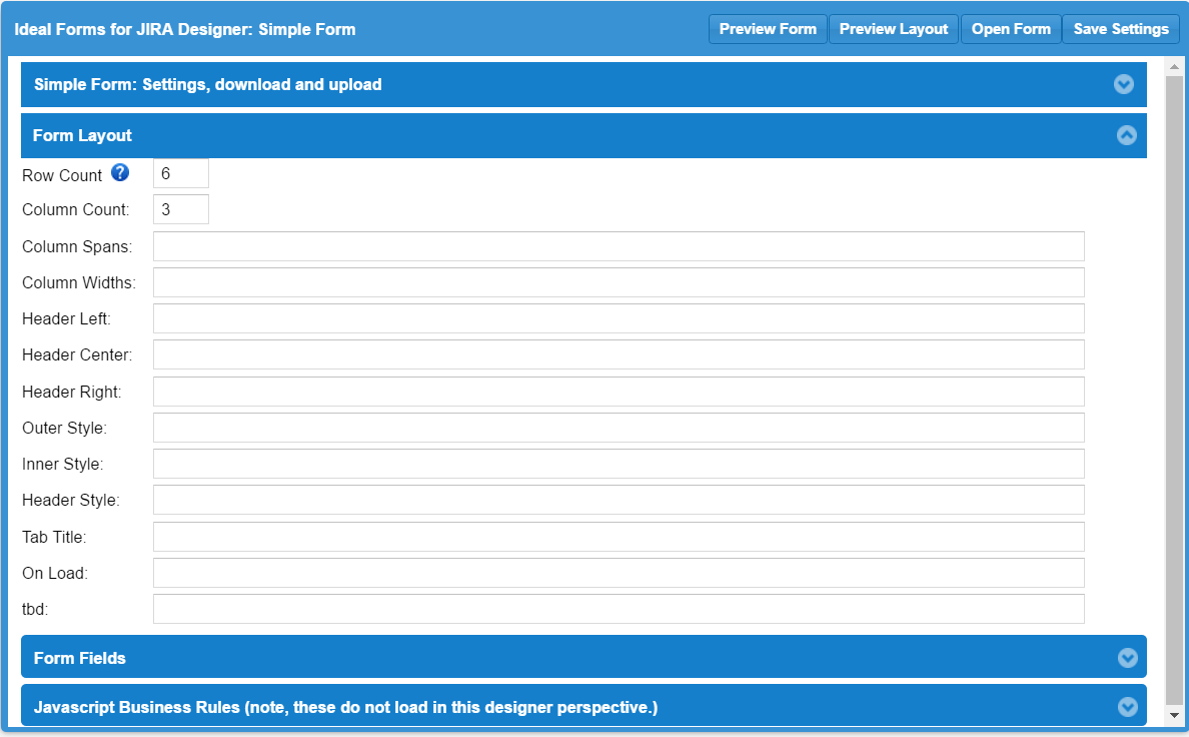 Ideal Forms for JIRA Designer: Simple Form
Preview Form Preview Layout Open Form Save Settings
Simple Form: Settings, download and upload
Form Layout
Row Count ? 6
Column Count: 3
Column Spans:
Column Widths:
Header Left:
Header Center:
Header Right:
Outer Style:
Inner Style:
Header Style:
Tab Title:
On Load:
tbd:
Form Fields
Javascript Business Rules (note, these do not load in this designer perspective.)